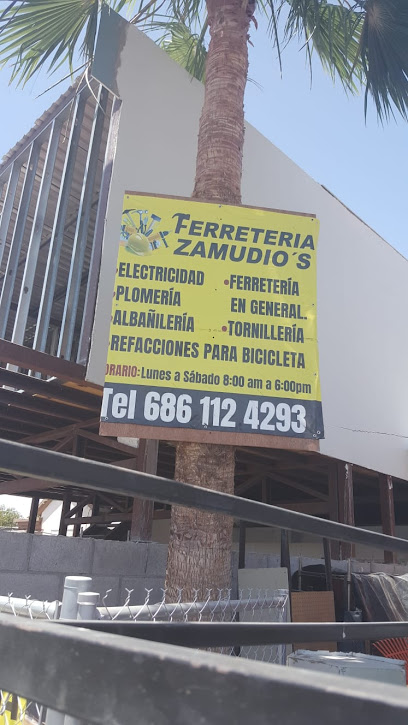 FERRETERIA
ZAMUDIO´S
•ELECTRICIDAD
•PLOMERÍA
•ALBAÑILERÍA
•REFACCIONES PARA BICICLETA
•FERRETERÍA
EN GENERAL.
•TORNILLERÍA
ORARIO: Lunes a Sábado 8:00 am a 6:00pm
Tel 686 112 4293